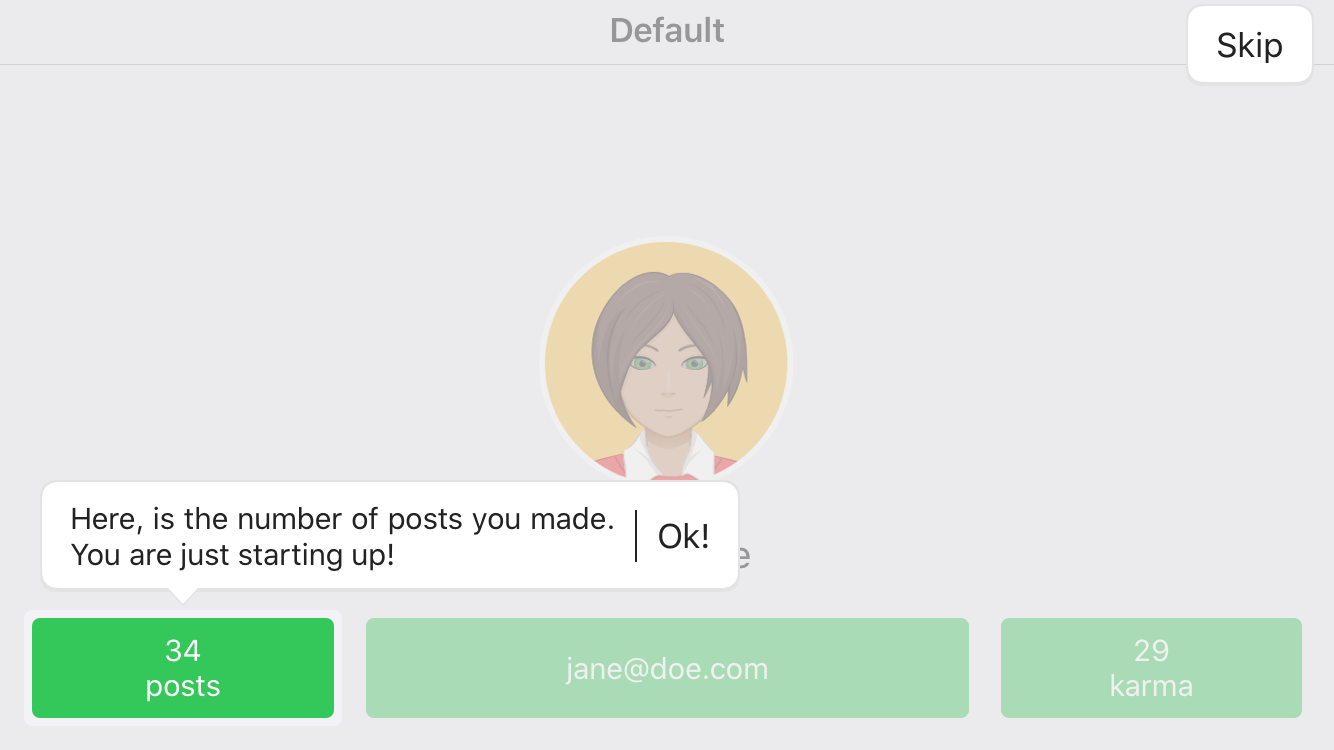 Default
Skip
Here, is the number of posts you made.
You are just starting up!
Ok!
34
posts
jane@doe.com
29
karma